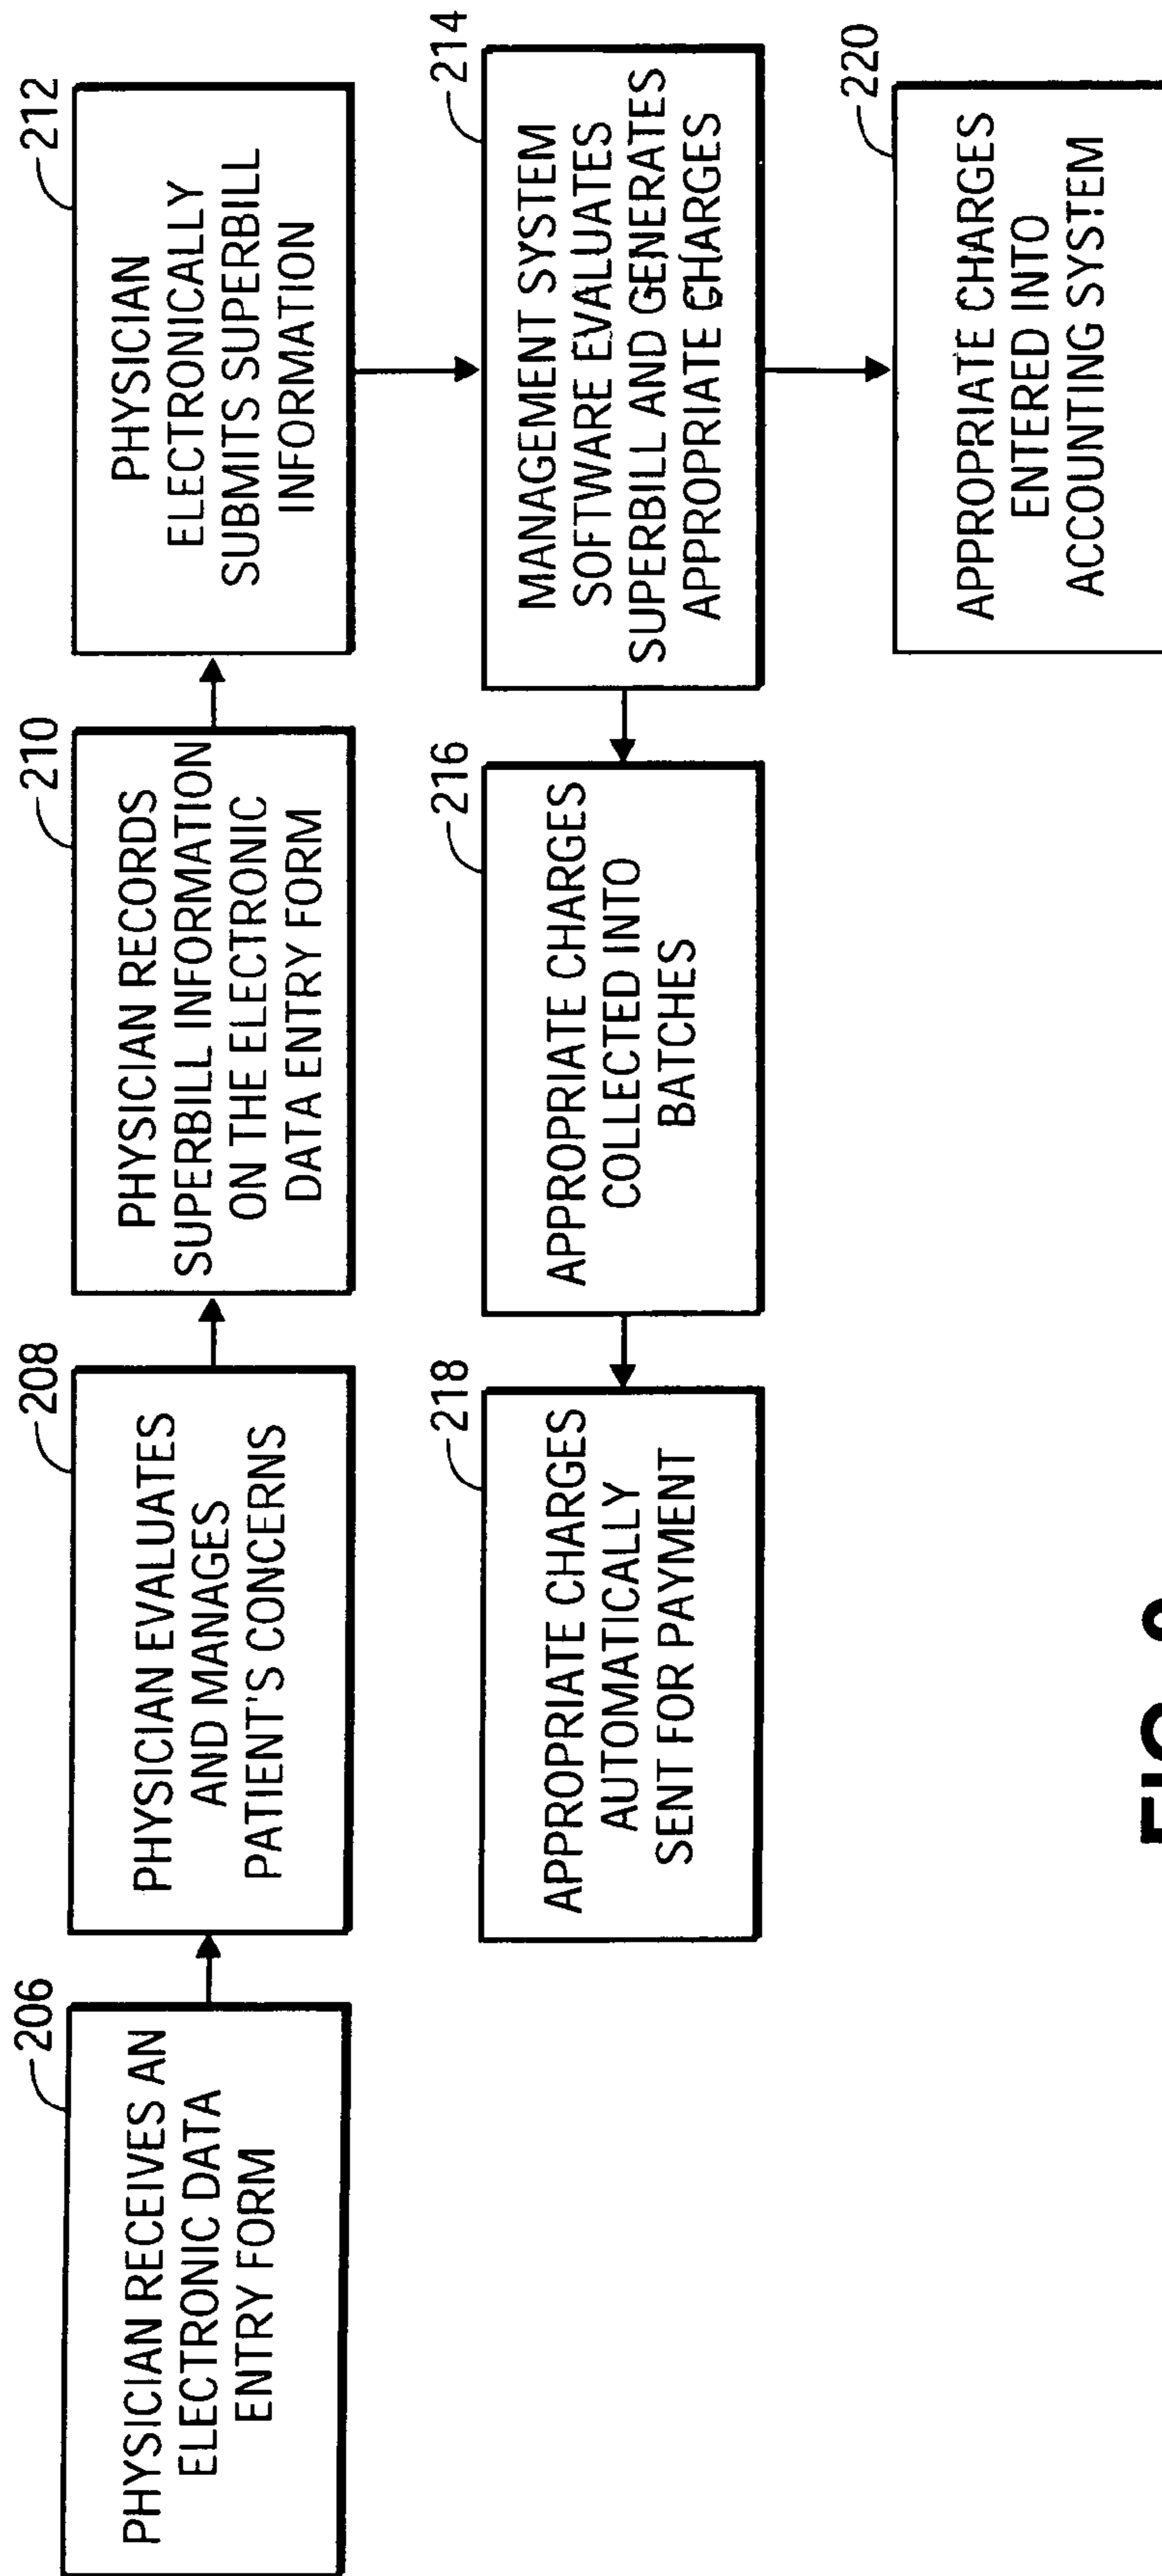 206
PHYSICIAN RECEIVES AN
ELECTRONIC DATA
ENTRY FORM
208
PHYSICIAN EVALUATES
AND MANAGES
PATIENT'S CONCERNS
210
PHYSICIAN RECORDS
SUPERBILL INFORMATION
ON THE ELECTRONIC
DATA ENTRY FORM
212
PHYSICIAN
ELECTRONICALLY
SUBMITS SUPERBILL
INFORMATION
214
MANAGEMENT SYSTEM
SOFTWARE EVALUATES
SUPERBILL AND GENERATES
APPROPRIATE CHARGES
216
APPROPRIATE CHARGES
COLLECTED INTO
BATCHES
218
APPROPRIATE CHARGES
AUTOMATICALLY
SENT FOR PAYMENT
220
APPROPRIATE CHARGES
ENTERED INTO
ACCOUNTING SYSTEM
FIG.